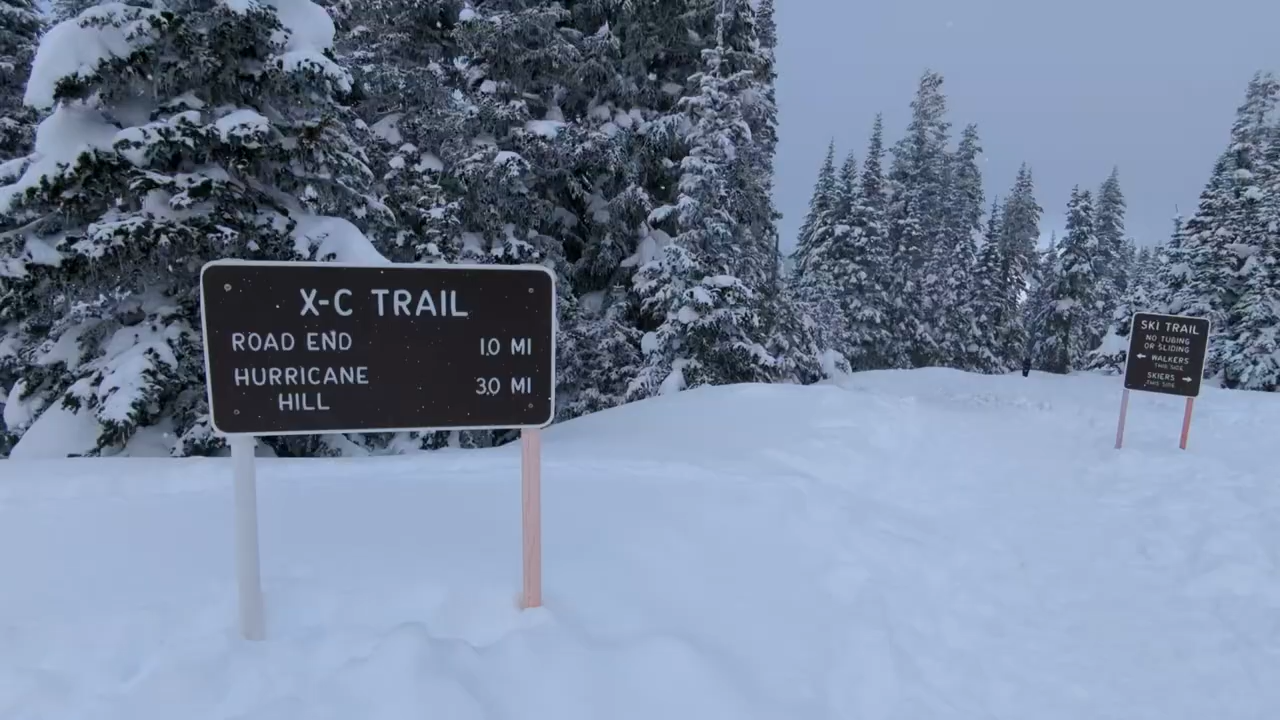 X-C TRAIL
ROAD END 1.0 MI
HURRICANE 3.0 MI
HILL
SKI TRAIL
NO TUBING
OR SLIDING
← WALKERS
THIS SIDE
SKIERS →
THIS SIDE